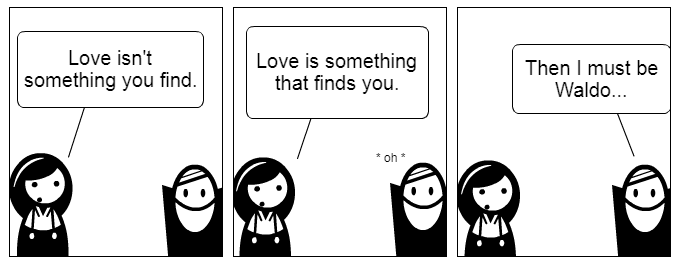 Love isn't
something you find.
Love is something
that finds you.
* oh *
Then I must be
Waldo...